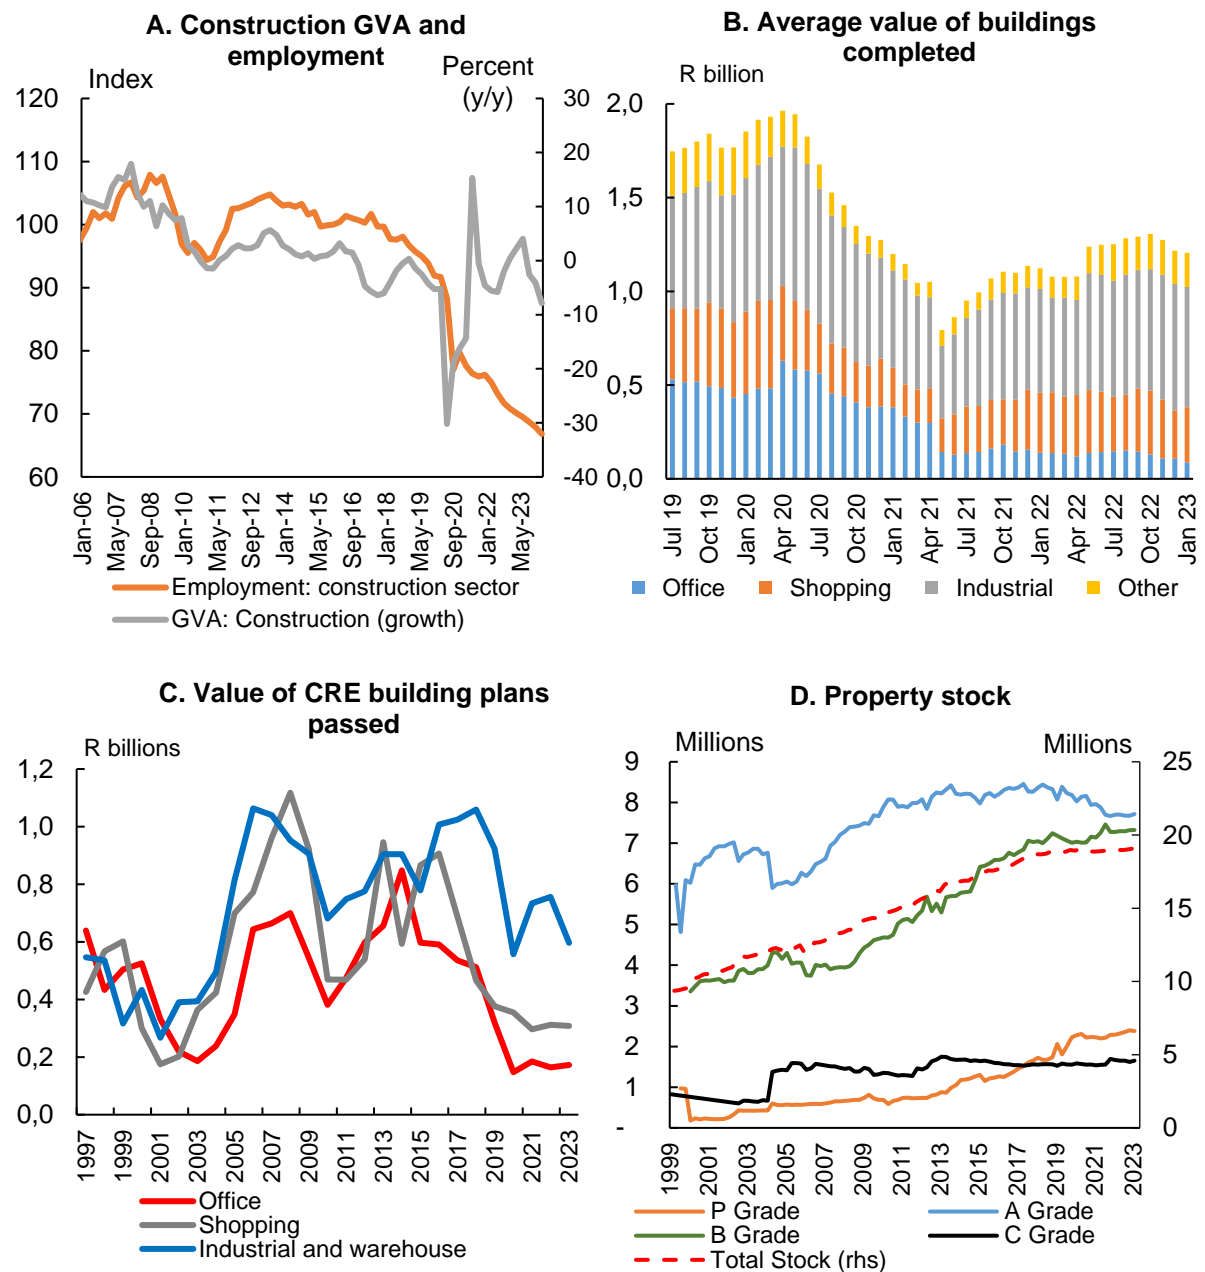 A. Construction GVA and
employment
Index
Percent
(y/y)
120
110
100
90
80
70
60
30
20
10
0
-10
-20
-30
-40
Jan-06
May-07
Sep-08
Jan-10
May-11
Sep-12
Jan-14
May-15
Sep-16
Jan-18
May-19
Sep-20
Jan-22
May-23
Employment: construction sector
GVA: Construction (growth)
B. Average value of buildings
completed
R billion
2,0
1,5
1,0
0,5
0,0
Jul 19
Oct 19
Jan 20
Apr 20
Jul 20
Oct 20
Jan 21
Apr 21
Jul 21
Oct 21
Jan 22
Apr 22
Jul 22
Oct 22
Jan 23
Office
Shopping
Industrial
Other
C. Value of CRE building plans
passed
R billions
1,2
1,0
0,8
0,6
0,4
0,2
0,0
1997
1999
2001
2003
2005
2007
2009
2011
2013
2015
2017
2019
2021
2023
Office
Shopping
Industrial and warehouse
D. Property stock
Millions
Millions
9
8
7
6
5
4
3
2
1
-
25
20
15
10
5
0
1999
2001
2003
2005
2007
2009
2011
2013
2015
2017
2019
2021
2023
P Grade
A Grade
B Grade
C Grade
Total Stock (rhs)